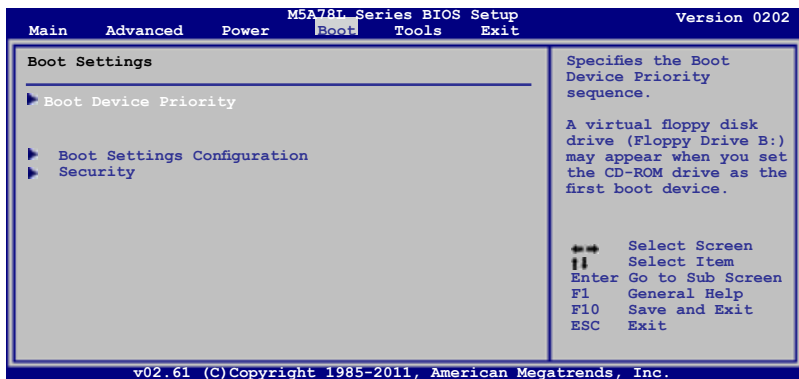 M5A78L Series BIOS Setup
Version 0202
Main Advanced Power Boot Tools Exit
Boot Settings
Boot Device Priority
Boot Settings Configuration
Security
Specifies the Boot
Device Priority
sequence.
A virtual floppy disk
drive (Floppy Drive B:)
may appear when you set
the CD-ROM drive as the
first boot device.
←→ Select Screen
↑↓ Select Item
Enter Go to Sub Screen
F1 General Help
F10 Save and Exit
ESC Exit
v02.61 (C)Copyright 1985-2011, American Megatrends, Inc.